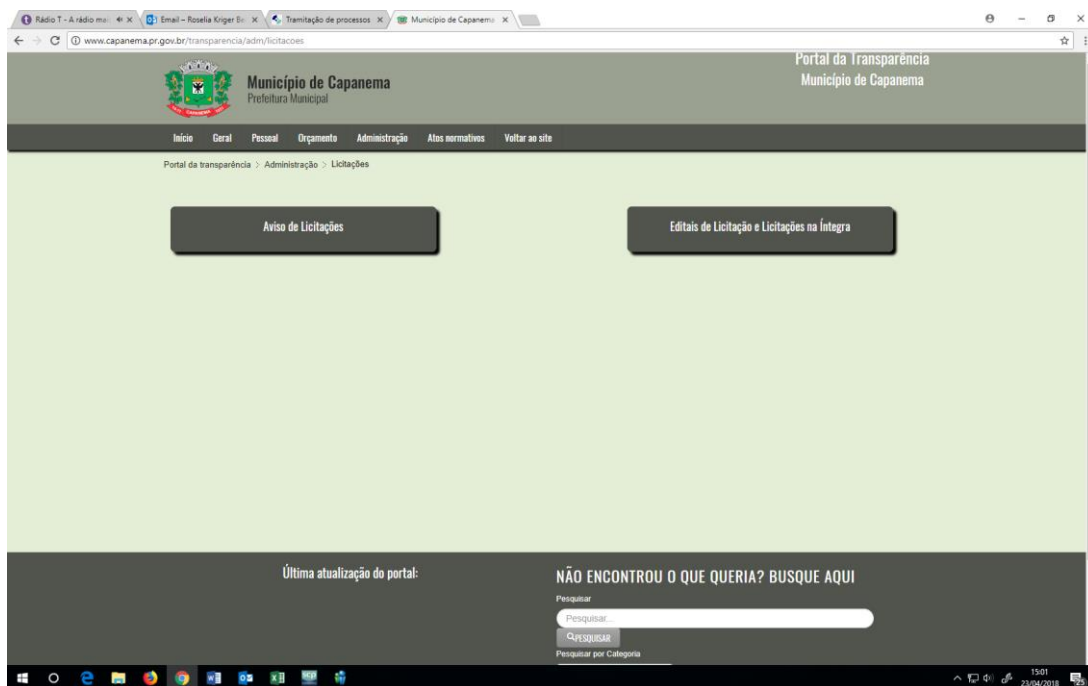 Rádio T - A rádio mai
Email – Roselia Kriger Be
Tramitação de processos
Município de Capanema
www.capanema.pr.gov.br/transparencia/adm/licitacoes
Município de Capanema
Prefeitura Municipal
Portal da Transparência
Município de Capanema
Início Geral Pessoal Orçamento Administração Atos normativos Voltar ao site
Portal da transparência > Administração > Licitações
Aviso de Licitações
Editais de Licitação e Licitações na Íntegra
Última atualização do portal:
NÃO ENCONTROU O QUE QUERIA? BUSQUE AQUI
Pesquisar
Pesquisar...
PESQUISAR
Pesquisar por Categoria
15:01
23/04/2018